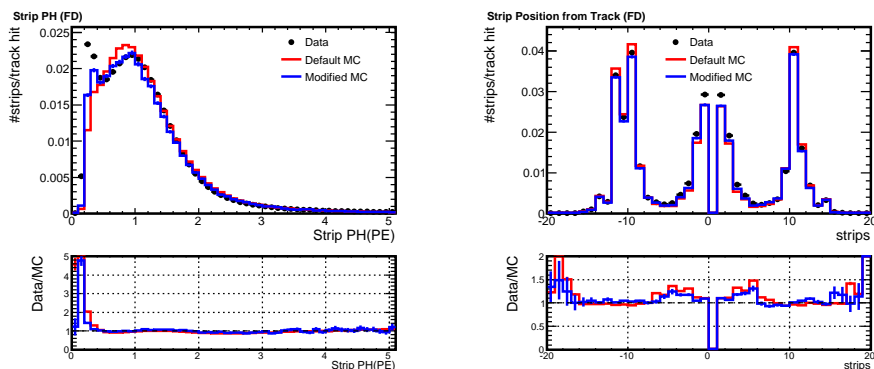 Strip PH (FD)
#strips/track hit
0.025
0.02
0.015
0.01
0.005
0
Data
Default MC
Modified MC
0 1 2 3 4 5
Strip PH(PE)
Data/MC
5
4
3
2
1
0
0 1 2 3 4 5
Strip PH(PE)
Strip Position from Track (FD)
#strips/track hit
0.04
0.03
0.02
0.01
0
Data
Default MC
Modified MC
-20 -10 0 10 20
strips
Data/MC
2
1.5
1
0.5
0
-20 -10 0 10 20
strips